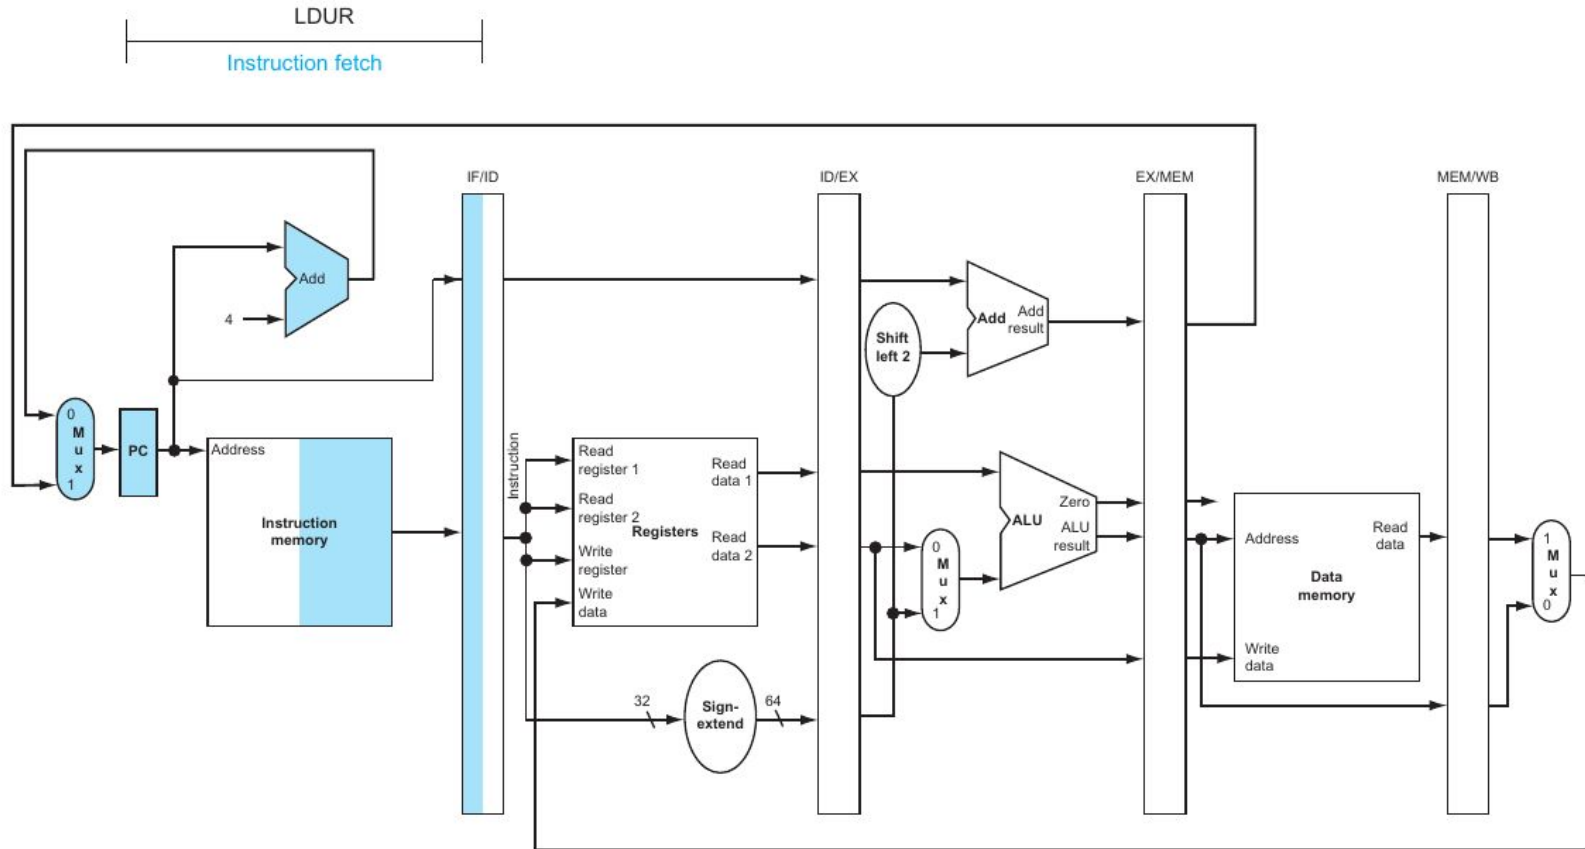 LDUR
Instruction fetch
IF/ID
ID/EX
EX/MEM
MEM/WB
Add
4
Add
Add
result
Shift
left 2
0
M
u
x
1
PC
Address
Instruction
memory
Instruction
Read
register 1
Read
register 2
Write
register
Write
data
Registers
Read
data 1
Read
data 2
0
M
u
x
1
Zero
ALU
ALU
result
Address
Read
data
Data
memory
Write
data
1
M
u
x
0
32
Sign-
extend
64